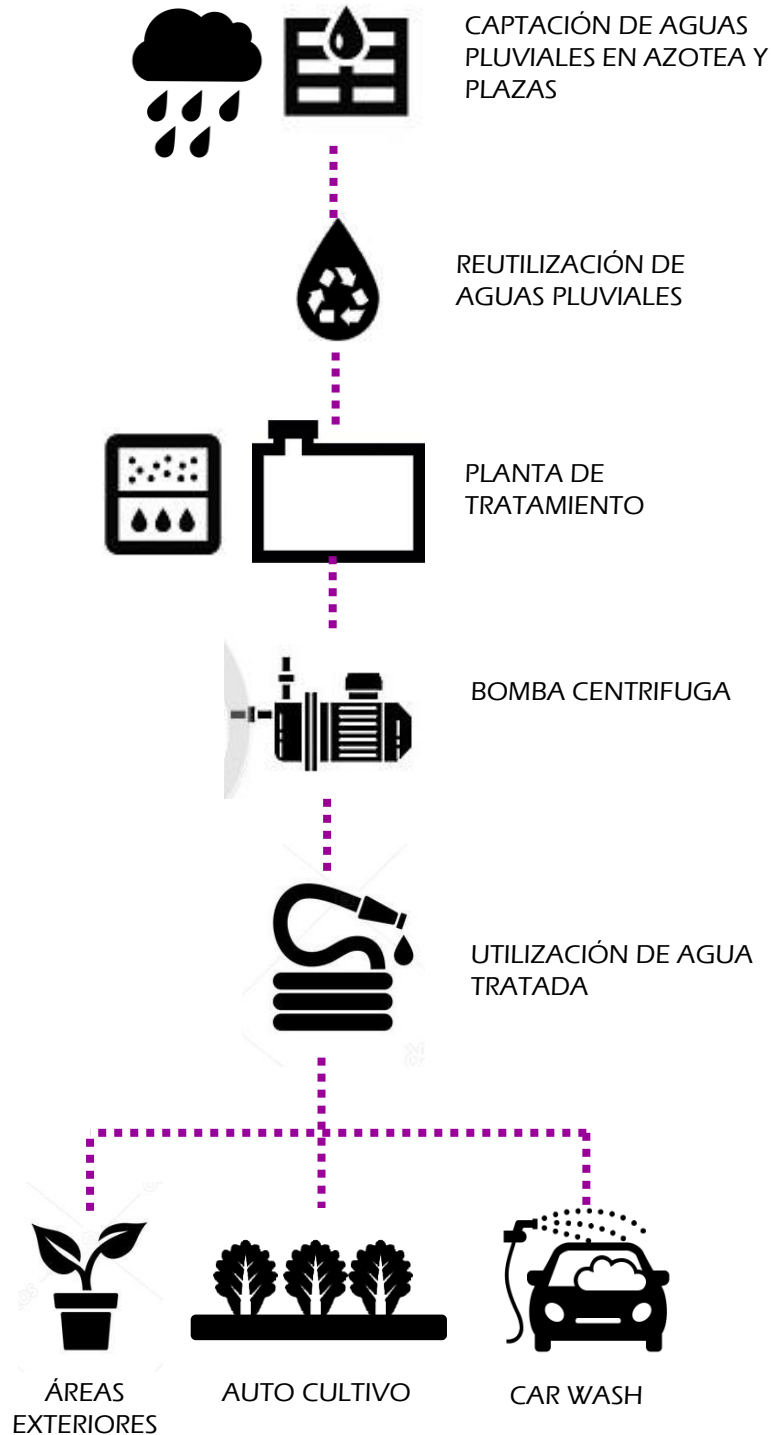 CAPTACIÓN DE AGUAS
PLUVIALES EN AZOTEA Y
PLAZAS
REUTILIZACIÓN DE
AGUAS PLUVIALES
PLANTA DE
TRATAMIENTO
BOMBA CENTRIFUGA
UTILIZACIÓN DE AGUA
TRATADA
ÁREAS
EXTERIORES
AUTO CULTIVO
CAR WASH